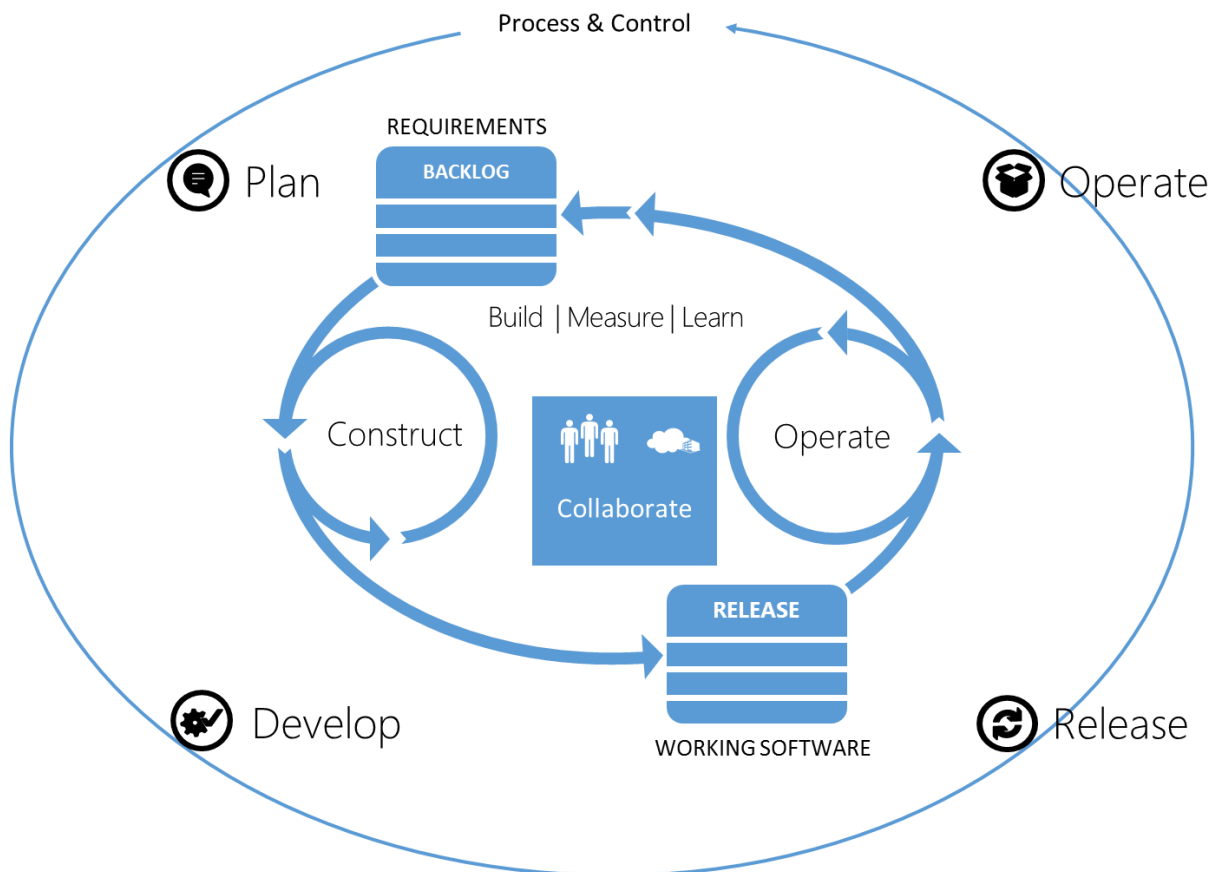 Process & Control
REQUIREMENTS
BACKLOG
Plan
Operate
Build | Measure | Learn
Construct
Operate
Collaborate
RELEASE
Develop
Release
WORKING SOFTWARE